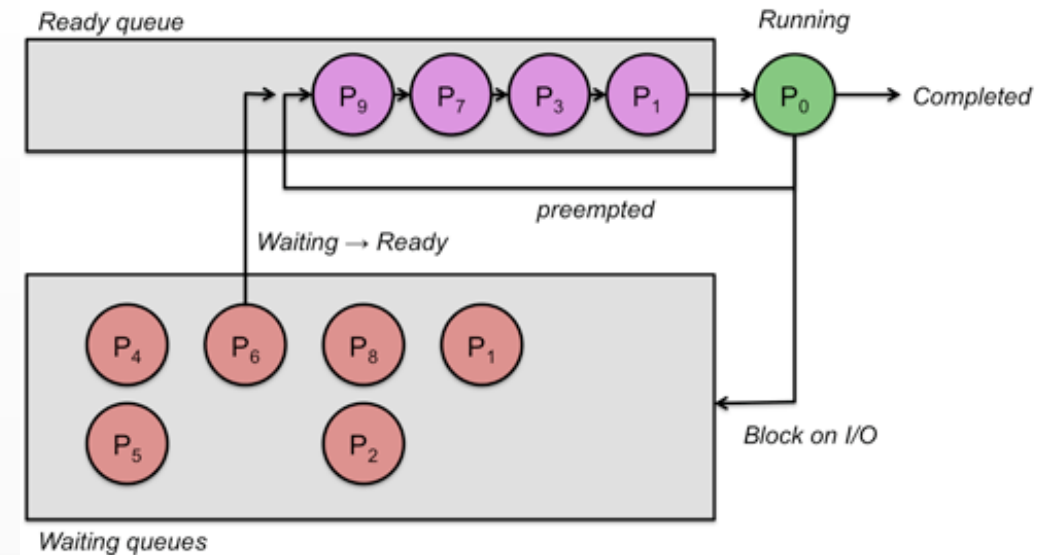 Ready queue
Running
P9
P7
P3
P1
P0
Completed
preempted
Waiting → Ready
P4
P6
P8
P1
Block on I/O
P5
P2
Waiting queues